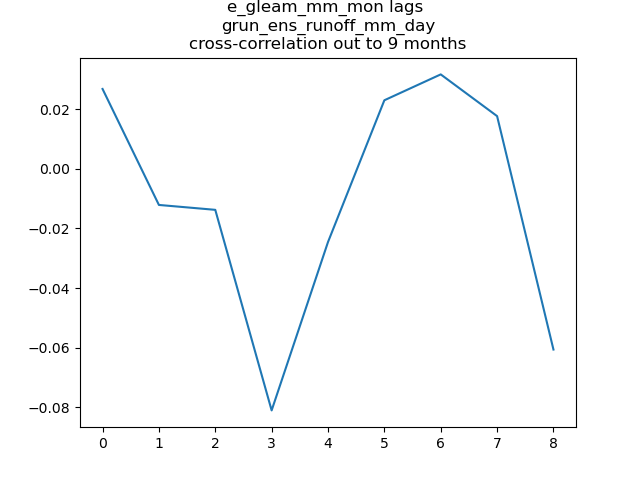 e_gleam_mm_mon lags
grun_ens_runoff_mm_day
cross-correlation out to 9 months
0.02
0.00
−0.02
−0.04
−0.06
−0.08
0 1 2 3 4 5 6 7 8